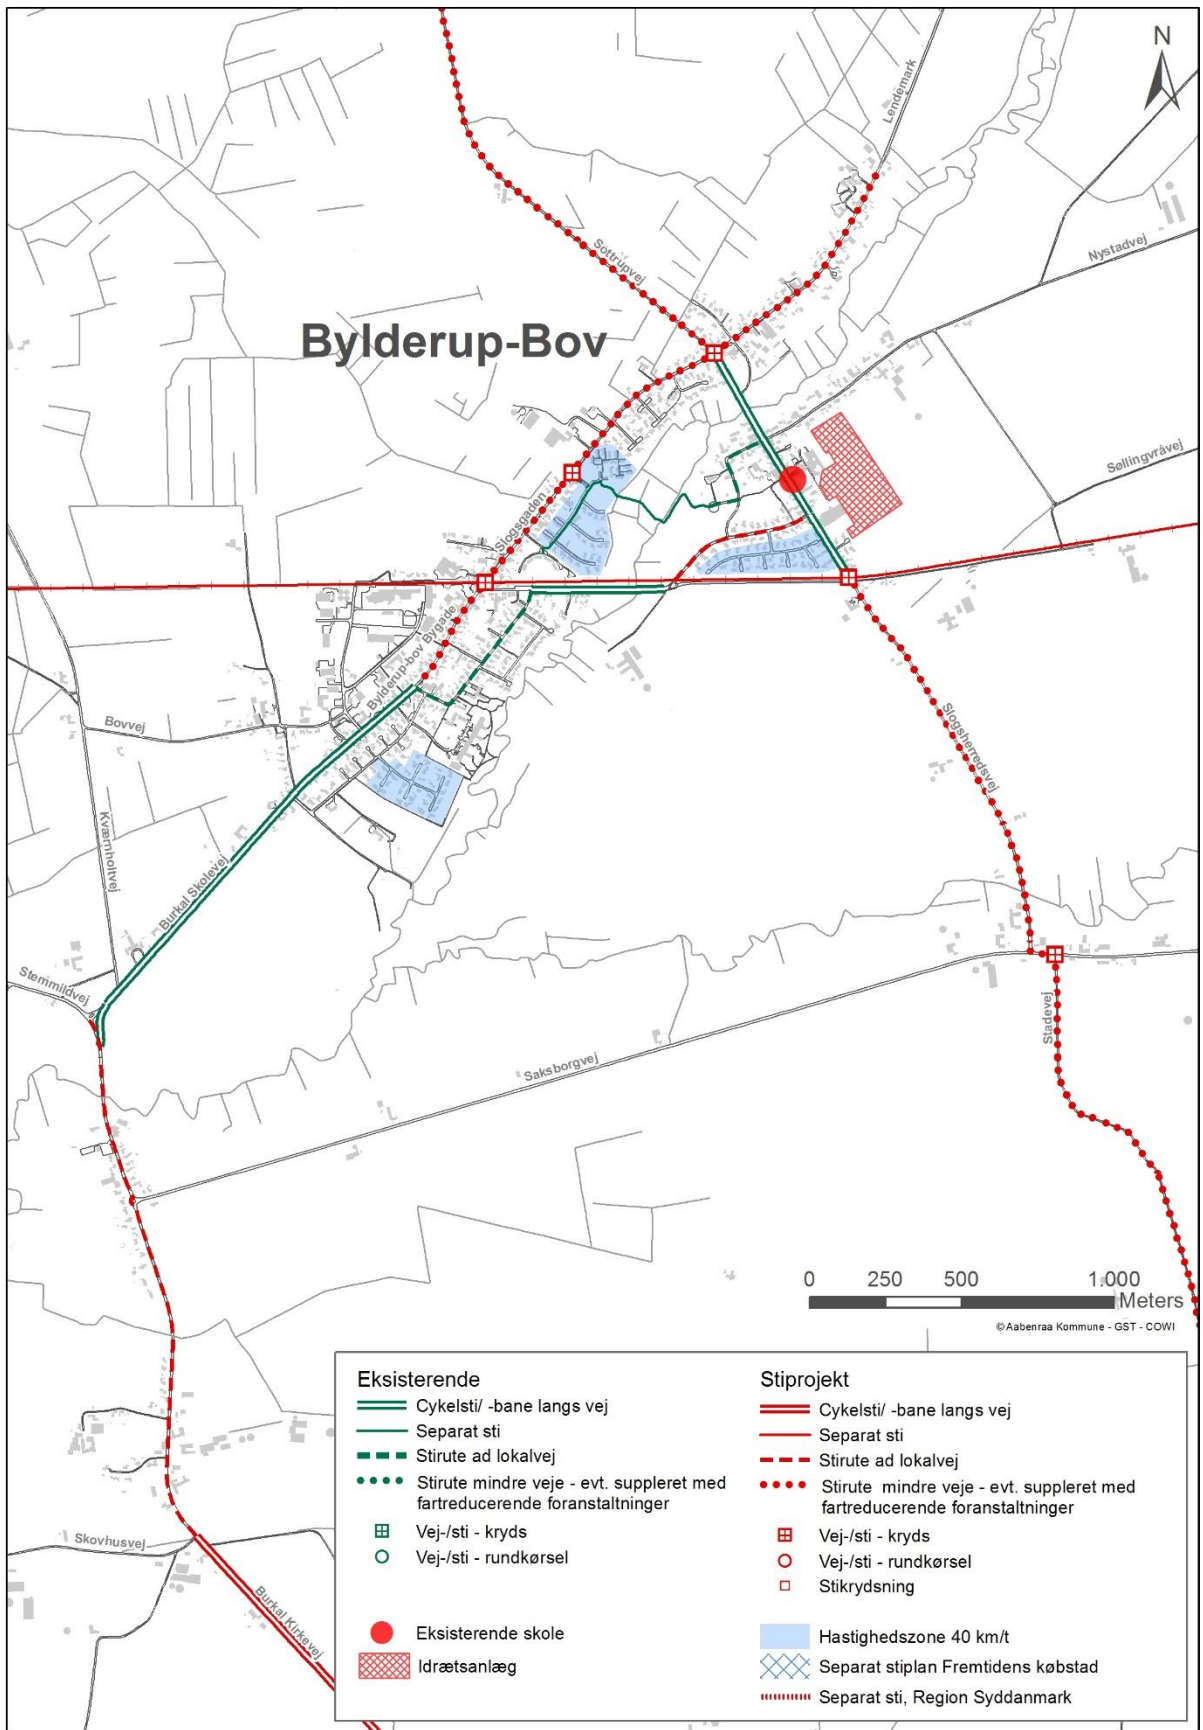 N
Lendemark
Sottrupvej
Nystadvej
Bylderup-Bov
Søllingvråvej
Slogsgaden
Bylderup-bov Bygade
Bovvej
Slogsherredsvej
Kværnholtvej
Burkal Skolevej
Stemmildvej
Stadevej
Saksborgvej
0 250 500 1.000
Meters
© Aabenraa Kommune - GST - COWI
Skovhusvej
Burkal Kirkevej
Eksisterende
Cykelsti/ -bane langs vej
Separat sti
Stirute ad lokalvej
Stirute mindre veje - evt. suppleret med
fartreducerende foranstaltninger
Vej-/sti - kryds
Vej-/sti - rundkørsel
Eksisterende skole
Idrætsanlæg
Stiprojekt
Cykelsti/ -bane langs vej
Separat sti
Stirute ad lokalvej
Stirute mindre veje - evt. suppleret med
fartreducerende foranstaltninger
Vej-/sti - kryds
Vej-/sti - rundkørsel
Stikrydsning
Hastighedszone 40 km/t
Separat stiplan Fremtidens købstad
Separat sti, Region Syddanmark